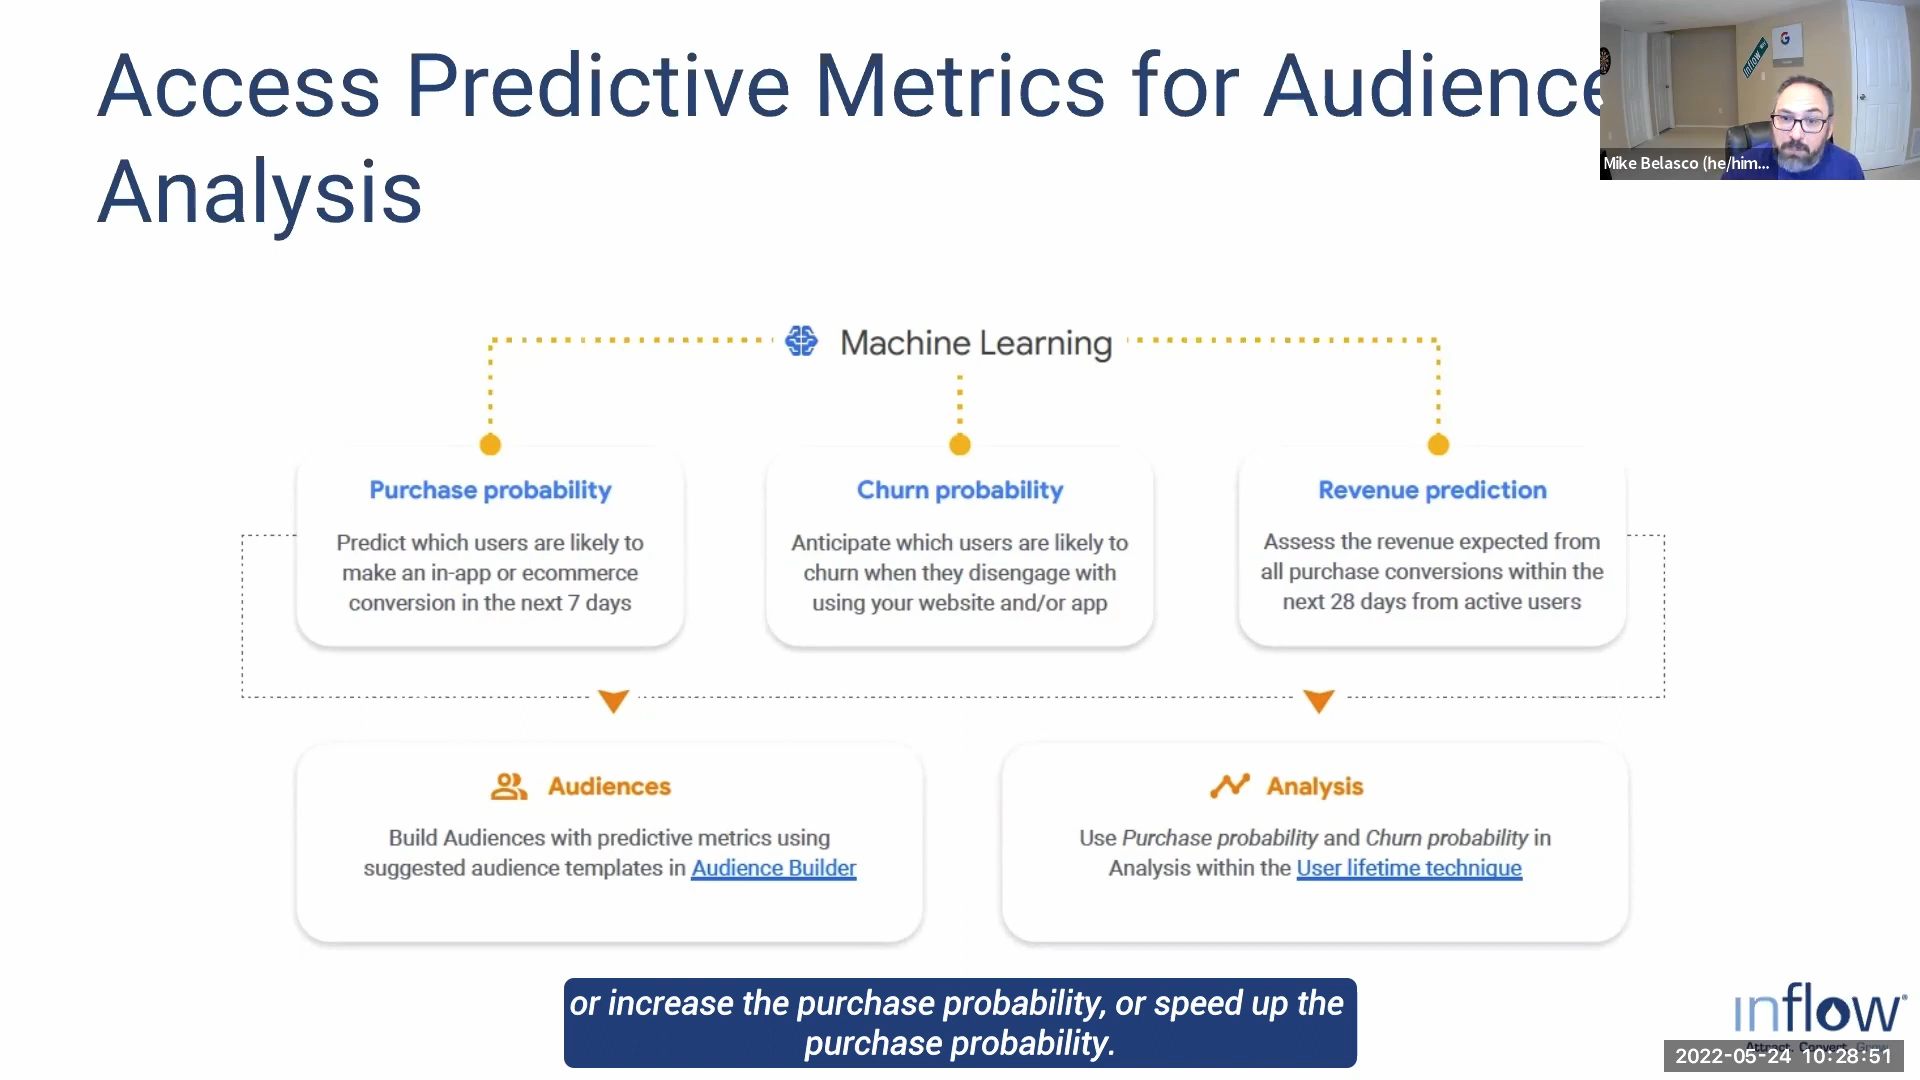 Access Predictive Metrics for Audience
Analysis
Mike Belasco (he/him...
Inflow
Machine Learning
Purchase probability
Predict which users are likely to
make an in-app or ecommerce
conversion in the next 7 days
Churn probability
Anticipate which users are likely to
churn when they disengage with
using your website and/or app
Revenue prediction
Assess the revenue expected from
all purchase conversions within the
next 28 days from active users
Audiences
Build Audiences with predictive metrics using
suggested audience templates in Audience Builder
Analysis
Use Purchase probability and Churn probability in
Analysis within the User lifetime technique
or increase the purchase probability, or speed up the
purchase probability.
inflow®
Attract. Convert. Grow.
2022-05-24 10:28:51